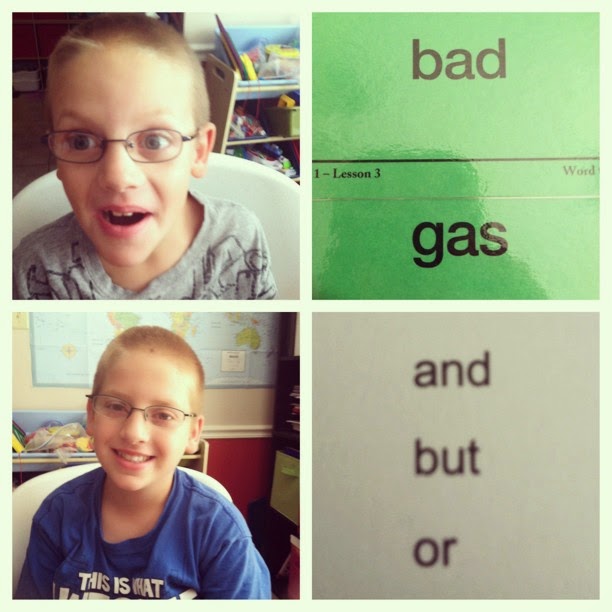 bad
1 – Lesson 3
Word
gas
and
but
or
THIS IS WHAT